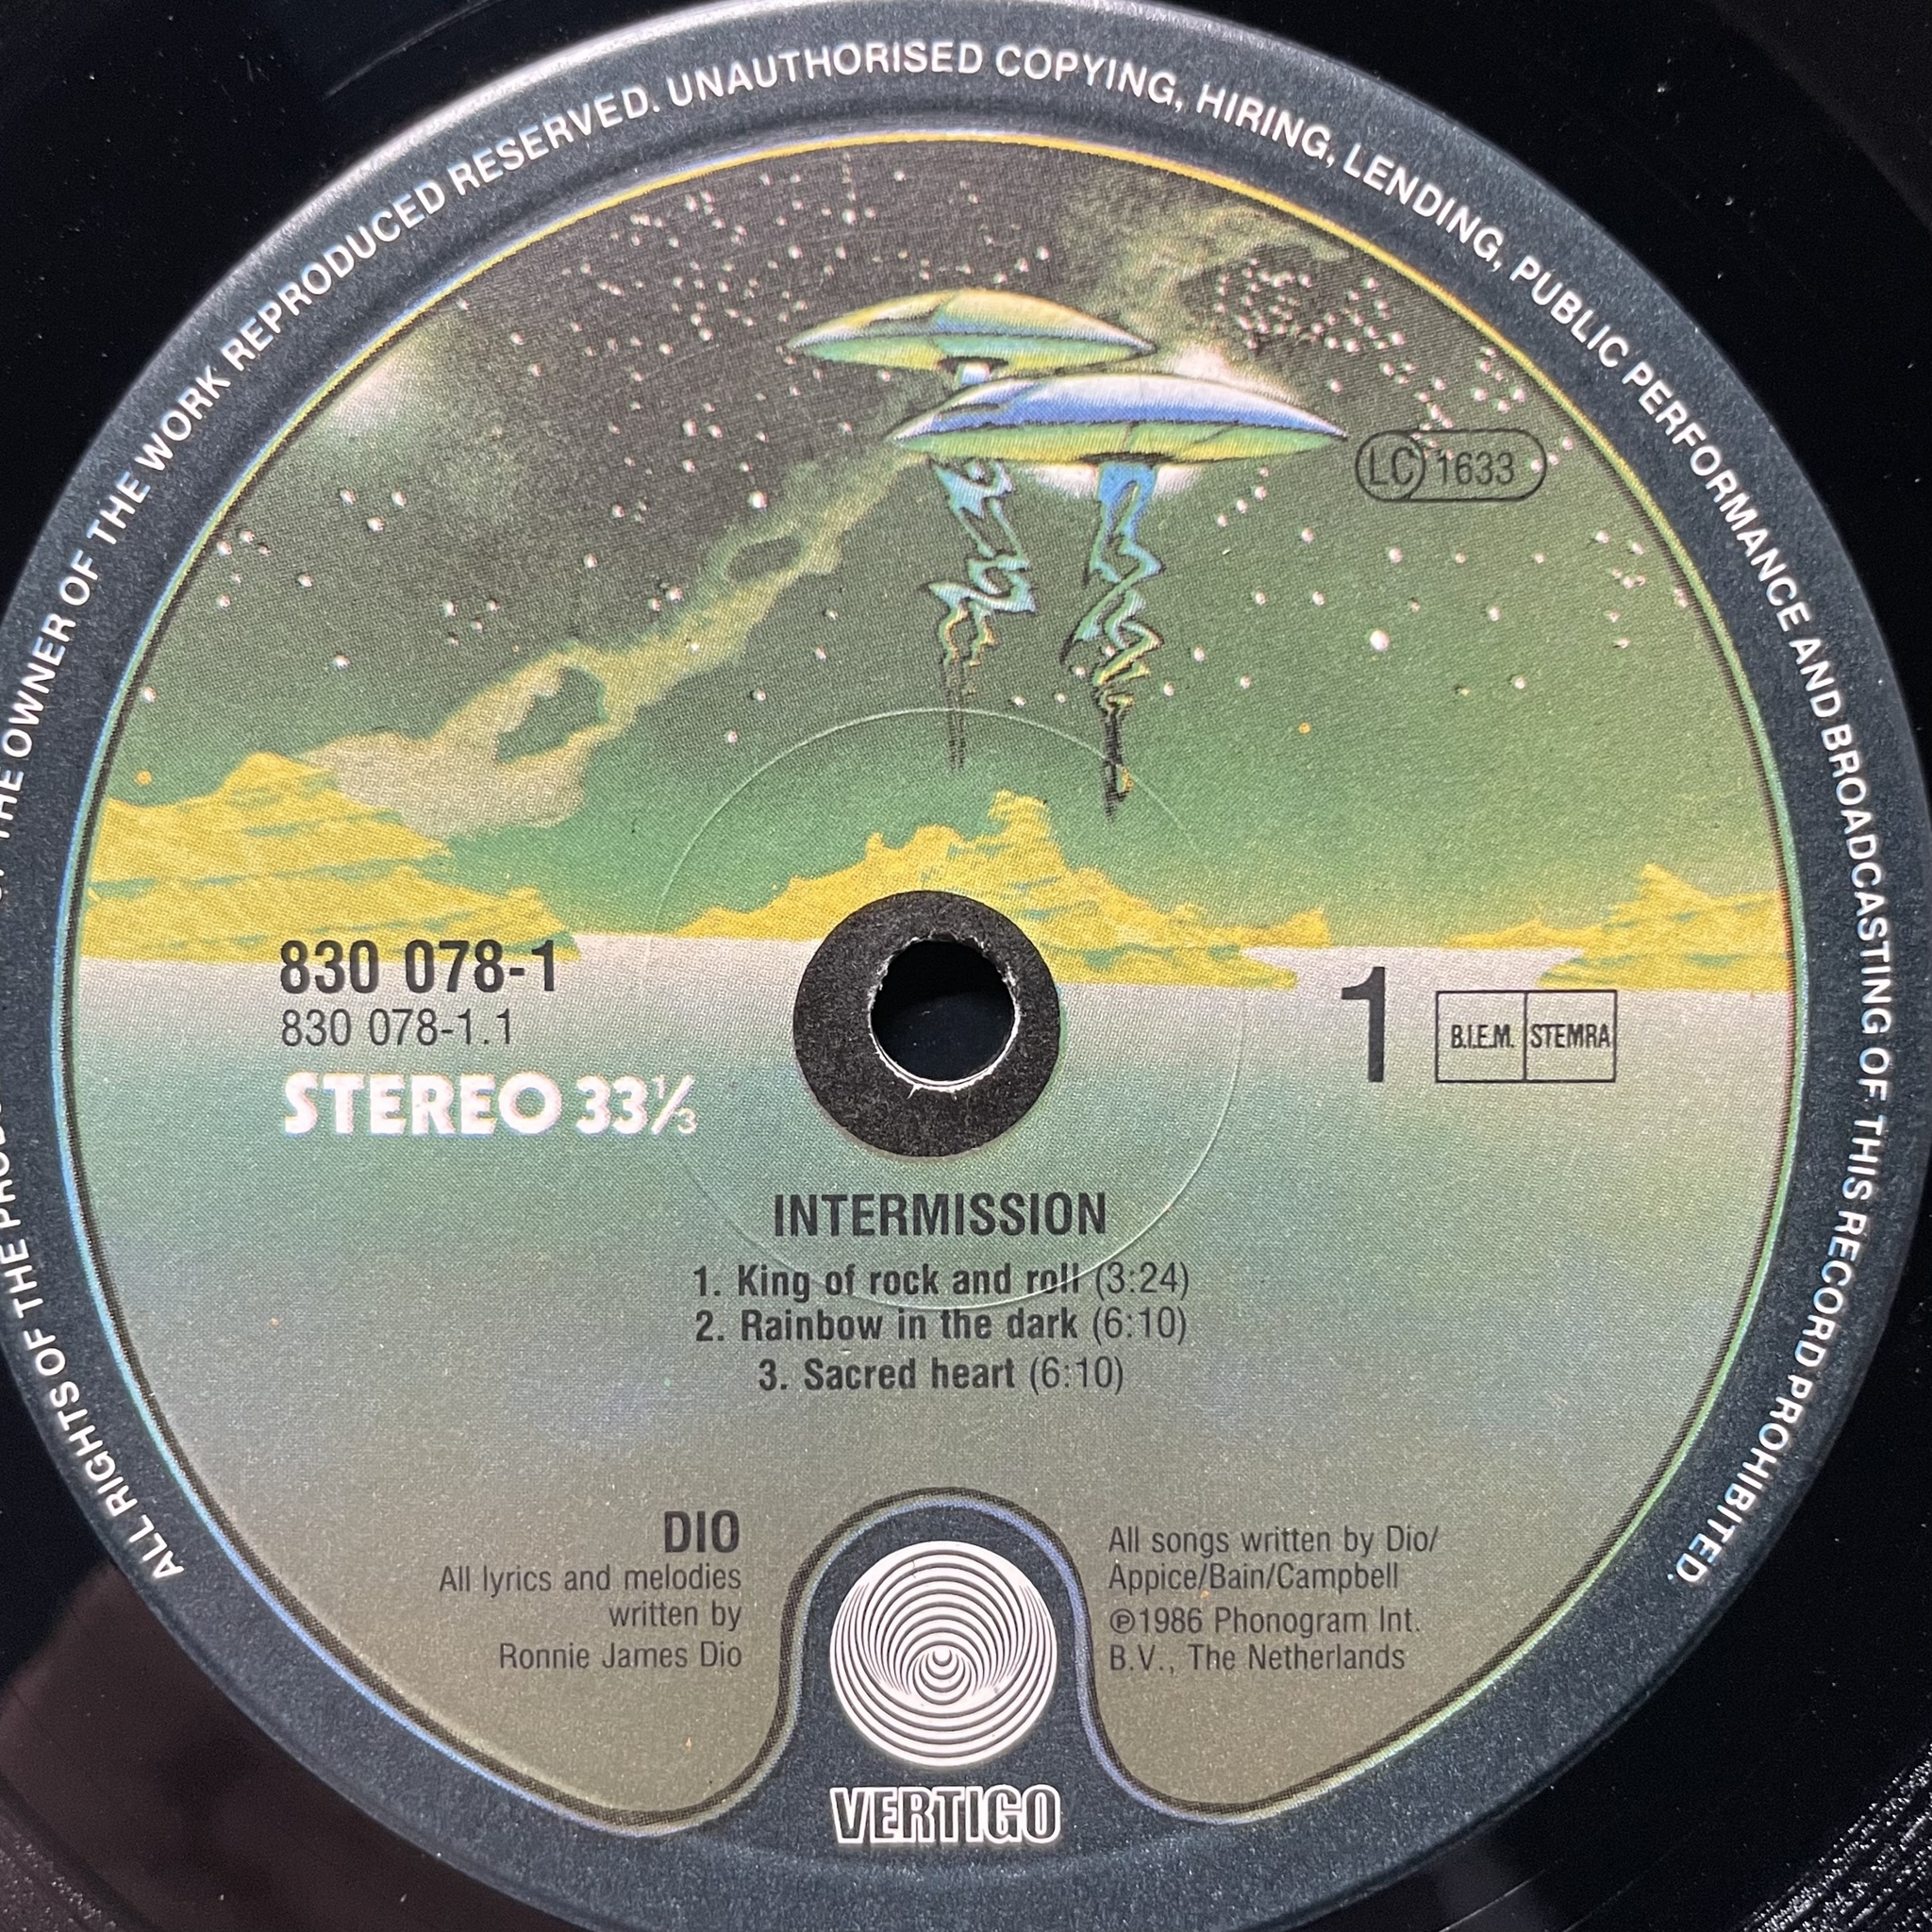 ALL RIGHTS OF THE THE OWNER OF THE WORK REPRODUCED RESERVED. UNAUTHORISED COPYING, HIRING, LENDING, PUBLIC PERFORMANCE AND BROADCASTING OF THIS RECORD PROHIBITED.
LC 1633
830 078-1
830 078-1.1
STEREO 33⅓
1
B.I.E.M. STEMRA
INTERMISSION
1. King of rock and roll (3:24)
2. Rainbow in the dark (6:10)
3. Sacred heart (6:10)
DIO
All lyrics and melodies
written by
Ronnie James Dio
All songs written by Dio/
Appice/Bain/Campbell
℗1986 Phonogram Int.
B.V., The Netherlands
VERTIGO